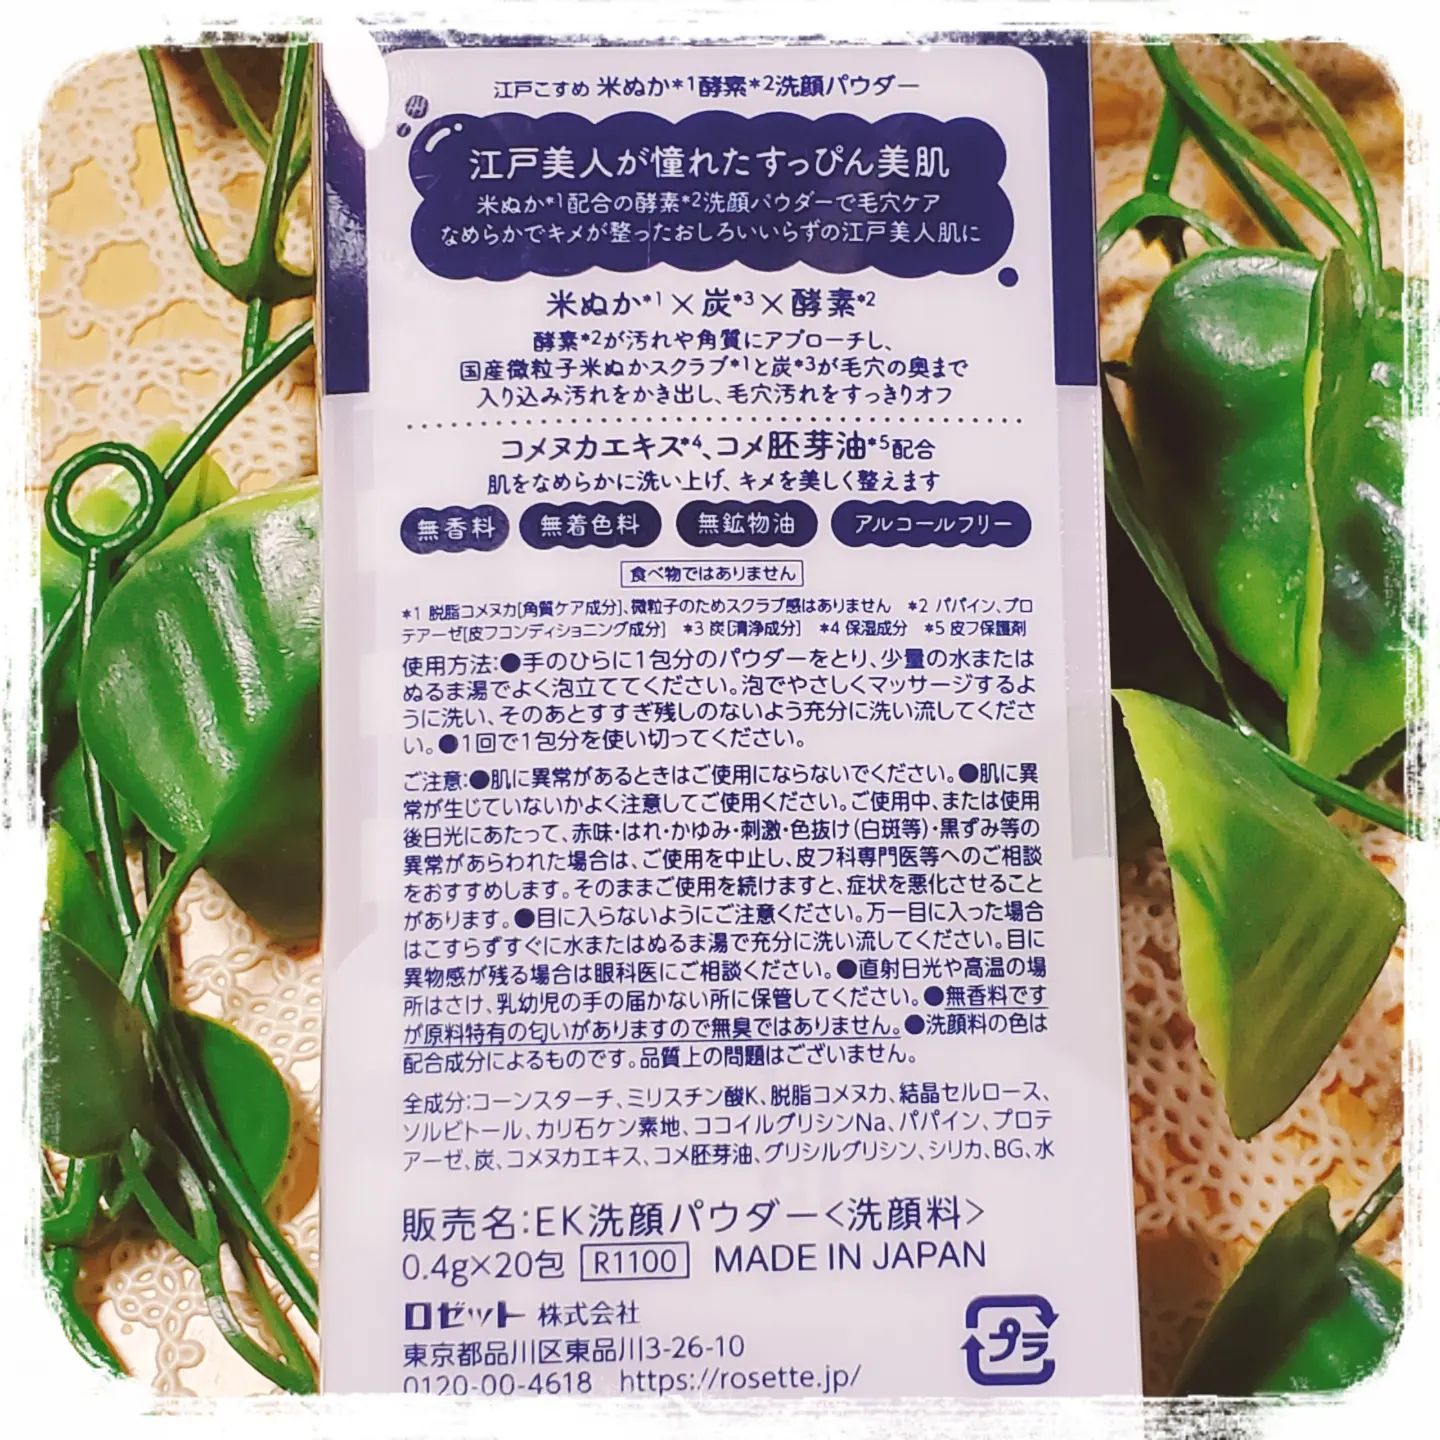 江戸こすめ 米ぬか*1酵素*2洗顔パウダー
江戸美人が憧れたすっぴん美肌
米ぬか*1配合の酵素*2洗顔パウダーで毛穴ケア
なめらかでキメが整ったおしろいいらずの江戸美人肌に
米ぬか*1×炭*3×酵素*2
酵素*2が汚れや角質にアプローチし、
国産微粒子米ぬかスクラブ*1と炭*3が毛穴の奥まで
入り込み汚れをかき出し、毛穴汚れをすっきりオフ
コメヌカエキス*4、コメ胚芽油*5配合
肌をなめらかに洗い上げ、キメを美しく整えます
無香料 無着色料 無鉱物油 アルコールフリー
食べ物ではありません
*1 脱脂コメヌカ[角質ケア成分]、微粒子のためスクラブ感はありません *2 パパイン、プロ
テアーゼ[皮フコンディショニング成分] *3 炭[清浄成分] *4 保湿成分 *5 皮フ保護剤
使用方法:●手のひらに1包分のパウダーをとり、少量の水または
ぬるま湯でよく泡立ててください。泡でやさしくマッサージするよ
うに洗い、そのあとすすぎ残しのないよう充分に洗い流してくださ
い。●1回で1包分を使い切ってください。
ご注意:●肌に異常があるときはご使用にならないでください。●肌に異
常が生じていないかよく注意してご使用ください。ご使用中、または使用
後日光にあたって、赤味・はれ・かゆみ・刺激・色抜け(白斑等)・黒ずみ等の
異常があらわれた場合は、ご使用を中止し、皮フ科専門医等へのご相談
をおすすめします。そのままご使用を続けますと、症状を悪化させること
があります。●目に入らないようにご注意ください。万一目に入った場合
はこすらずすぐに水またはぬるま湯で充分に洗い流してください。目に
異物感が残る場合は眼科医にご相談ください。●直射日光や高温の場
所はさけ、乳幼児の手の届かない所に保管してください。●無香料です
が原料特有の匂いがありますので無臭ではありません。●洗顔料の色は
配合成分によるものです。品質上の問題はございません。
全成分:コーンスターチ、ミリスチン酸K、脱脂コメヌカ、結晶セルロース、
ソルビトール、カリ石ケン素地、ココイルグリシンNa、パパイン、プロテ
アーゼ、炭、コメヌカエキス、コメ胚芽油、グリシルグリシン、シリカ、BG、水
販売名:EK洗顔パウダー<洗顔料>
0.4g×20包 R1100 MADE IN JAPAN
ロゼット 株式会社
東京都品川区東品川3-26-10
0120-00-4618 https://rosette.jp/
プラ